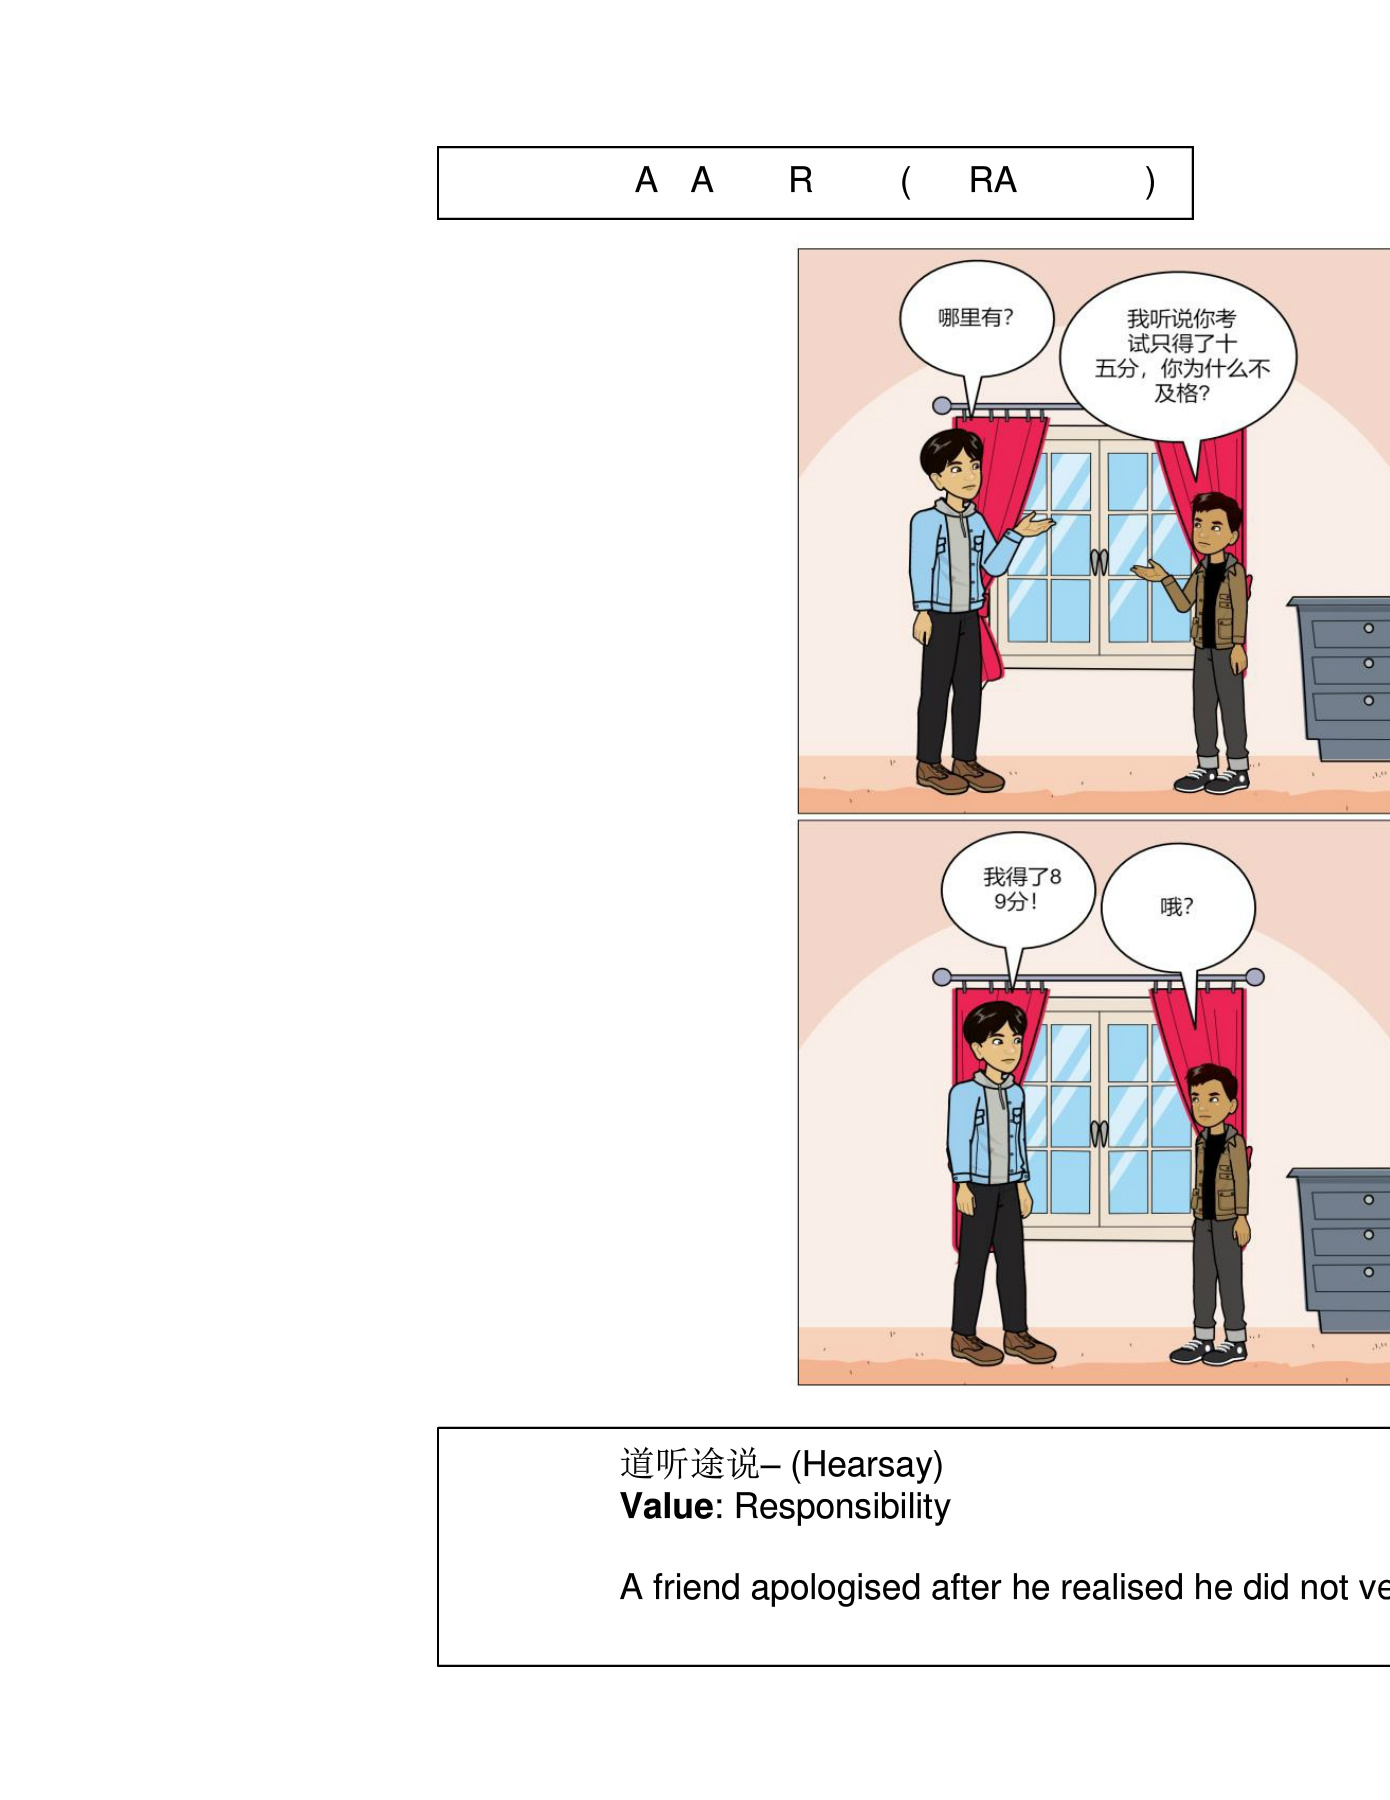 A A R ( RA )
哪里有？
我听说你考
试只得了十
五分，你为什么不
及格？
我得了8
9分！
哦？
道听途说– (Hearsay)
Value: Responsibility
A friend apologised after he realised he did not ve